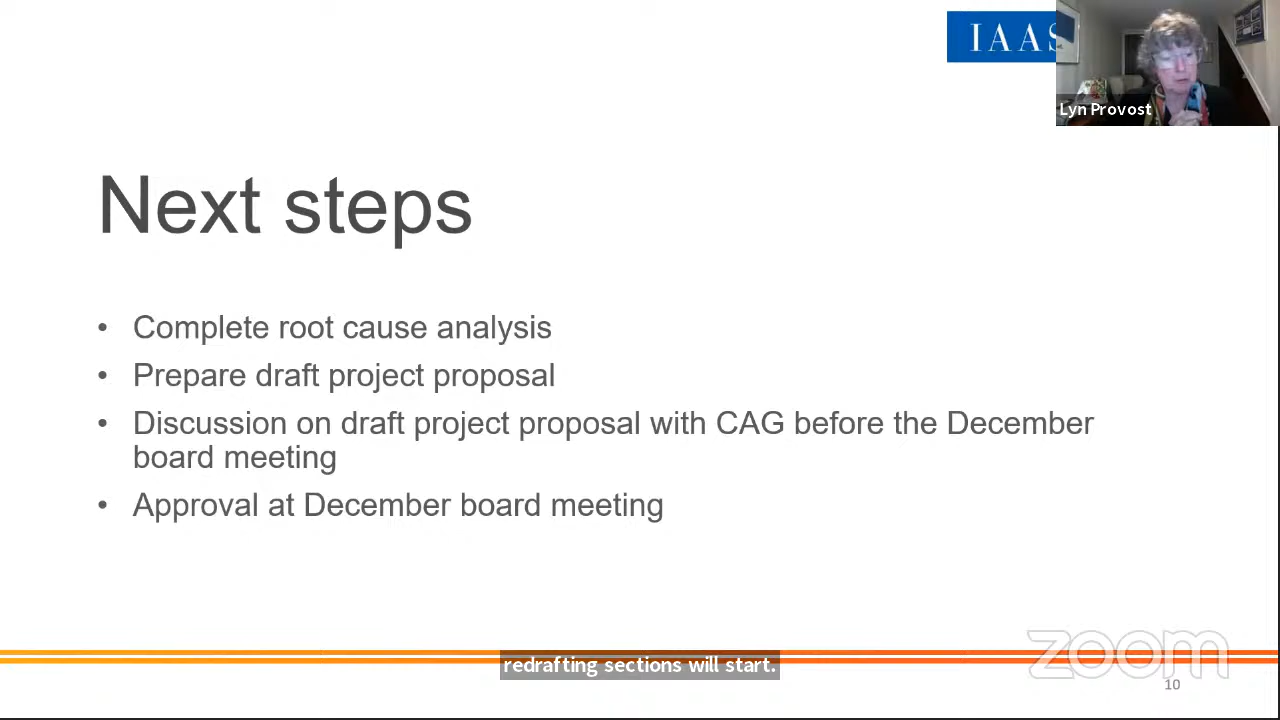 IAAS
Lyn Provost
Next steps
• Complete root cause analysis
• Prepare draft project proposal
• Discussion on draft project proposal with CAG before the December
board meeting
• Approval at December board meeting
redrafting sections will start.
zoom
10